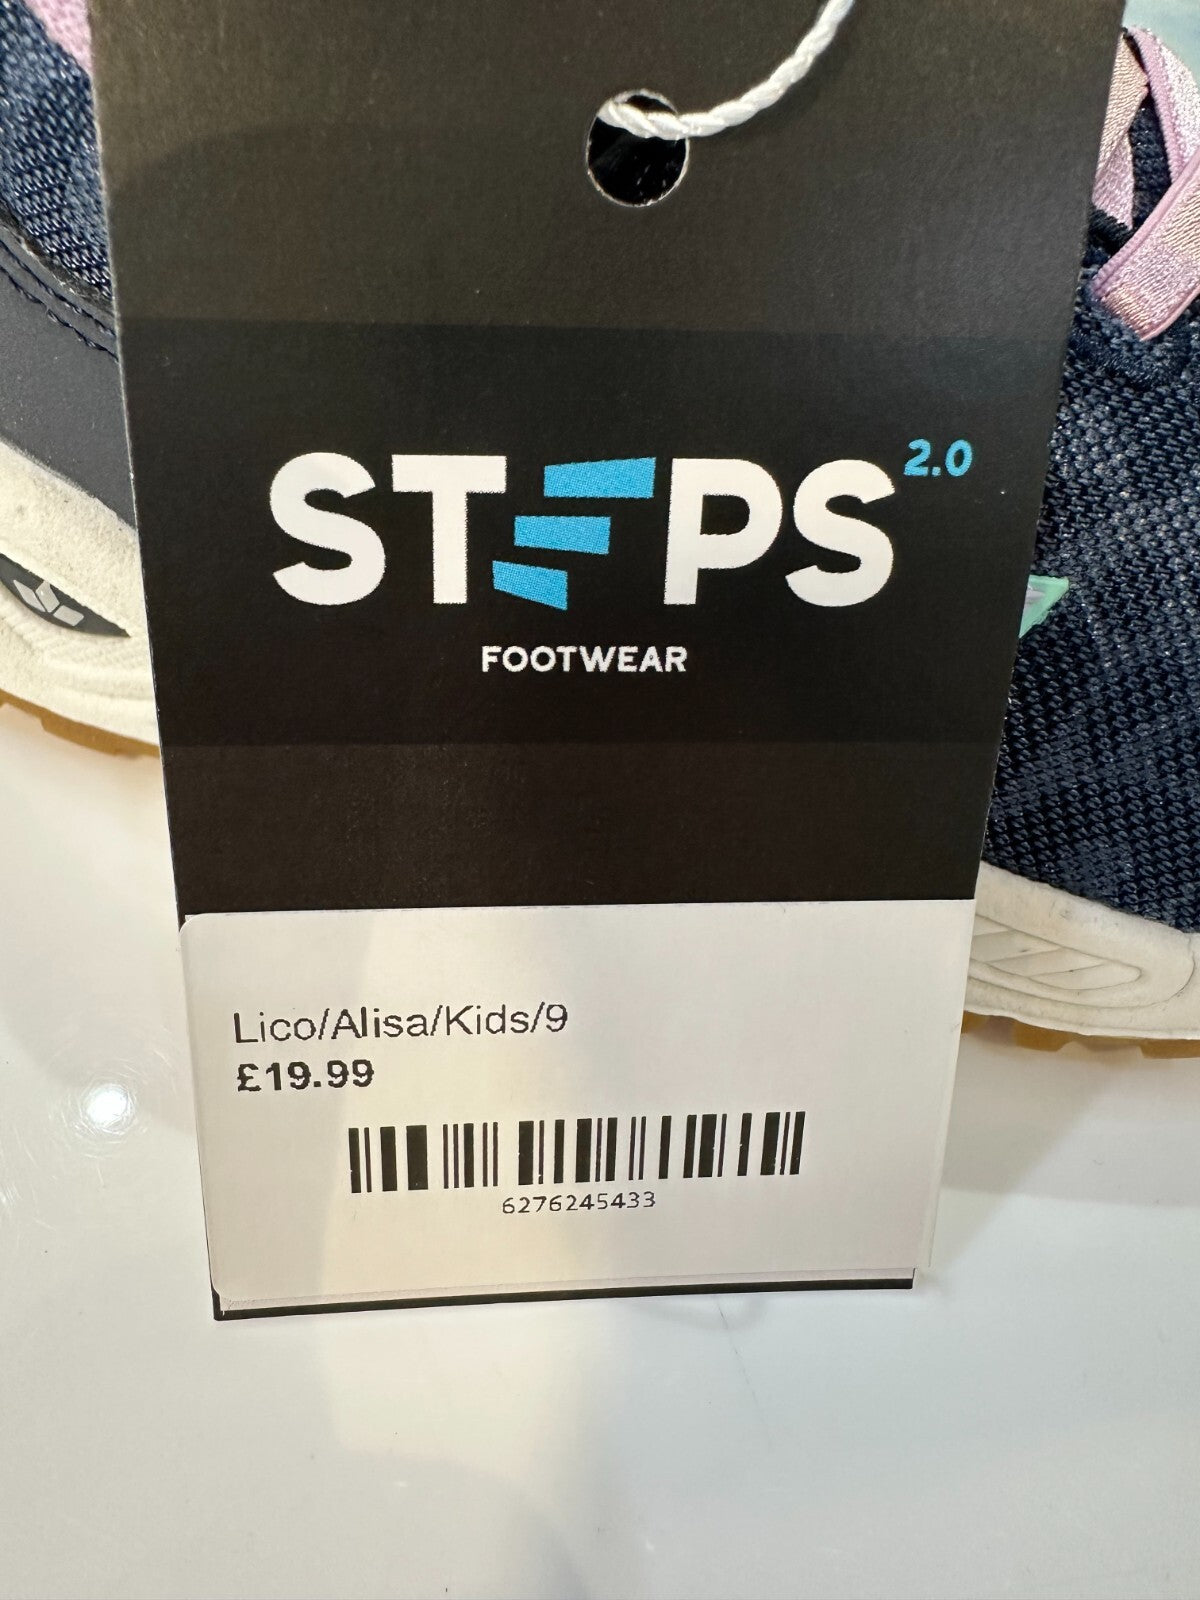 STEPS 2.0
FOOTWEAR
Lico/Alisa/Kids/9
£19.99
6276245433